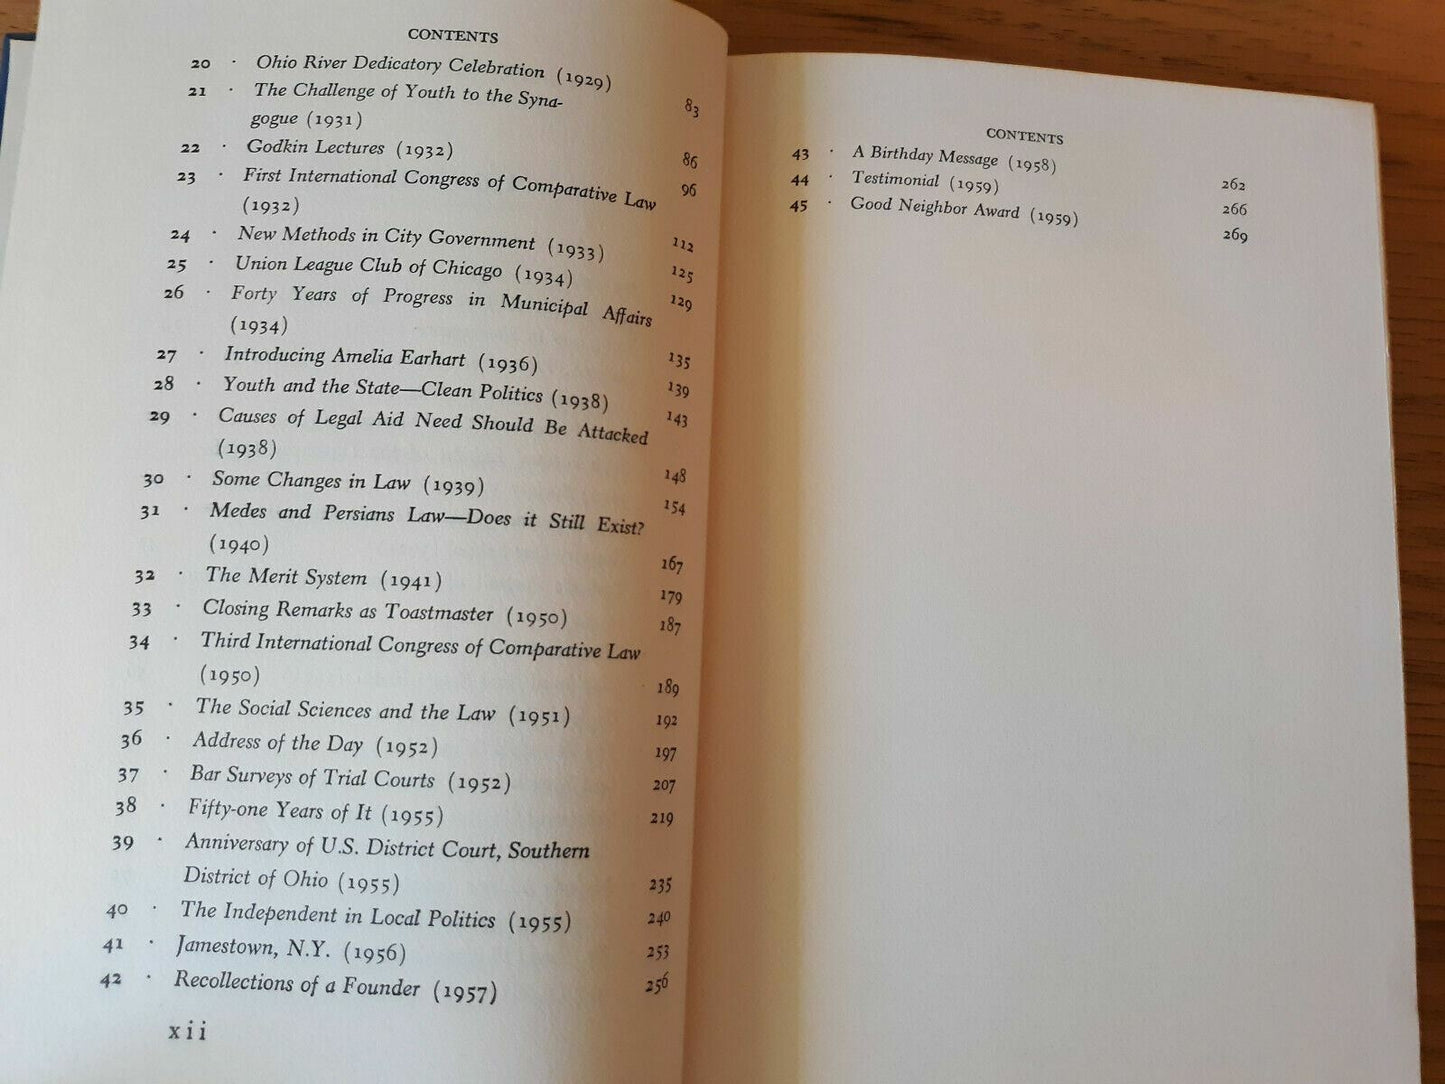 CONTENTS
20 · Ohio River Dedicatory Celebration (1929) 83
21 · The Challenge of Youth to the Syna-
gogue (1931) 86
22 · Godkin Lectures (1932) 96
23 · First International Congress of Comparative Law
(1932) 112
24 · New Methods in City Government (1933) 125
25 · Union League Club of Chicago (1934) 129
26 · Forty Years of Progress in Municipal Affairs
(1934) 135
27 · Introducing Amelia Earhart (1936) 139
28 · Youth and the State—Clean Politics (1938) 143
29 · Causes of Legal Aid Need Should Be Attacked
(1938) 148
30 · Some Changes in Law (1939) 154
31 · Medes and Persians Law—Does it Still Exist?
(1940) 167
32 · The Merit System (1941) 179
33 · Closing Remarks as Toastmaster (1950) 187
34 · Third International Congress of Comparative Law
(1950) 189
35 · The Social Sciences and the Law (1951) 192
36 · Address of the Day (1952) 197
37 · Bar Surveys of Trial Courts (1952) 207
38 · Fifty-one Years of It (1955) 219
39 · Anniversary of U.S. District Court, Southern
District of Ohio (1955) 235
40 · The Independent in Local Politics (1955) 240
41 · Jamestown, N.Y. (1956) 253
42 · Recollections of a Founder (1957) 256
xii
CONTENTS
43 · A Birthday Message (1958) 262
44 · Testimonial (1959) 266
45 · Good Neighbor Award (1959) 269